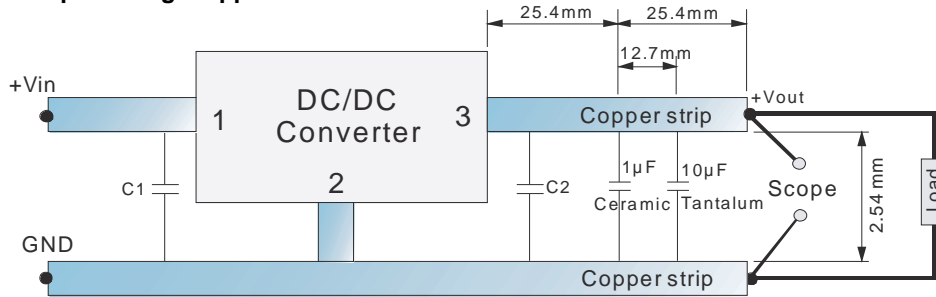 25.4mm 25.4mm
12.7mm
+Vin
DC/DC
Converter
1
3
2
Copper strip
+Vout
C1
C2
1µF
Ceramic
10µF
Tantalum
Scope
2.54 mm
Load
GND
Copper strip